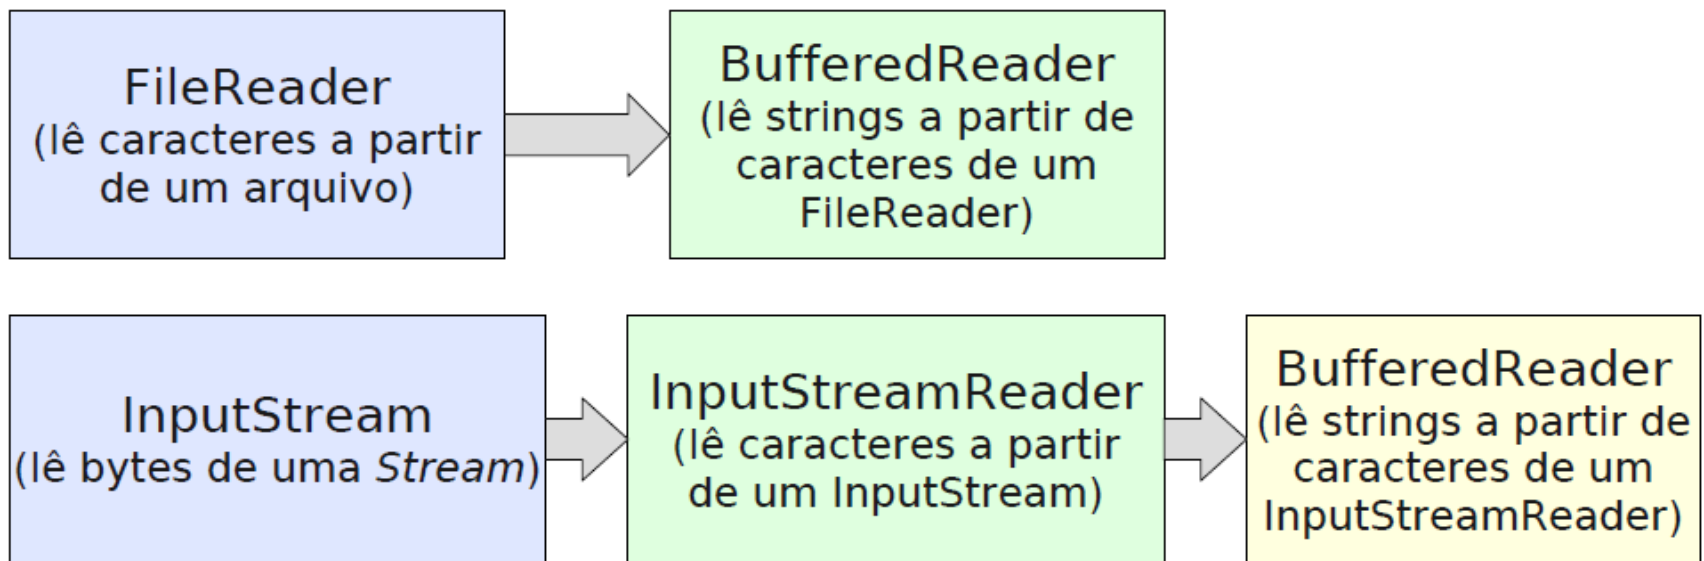 FileReader
(lê caracteres a partir
de um arquivo)
BufferedReader
(lê strings a partir de
caracteres de um
FileReader)
InputStream
(lê bytes de uma Stream)
InputStreamReader
(lê caracteres a partir
de um InputStream)
BufferedReader
(lê strings a partir de
caracteres de um
InputStreamReader)